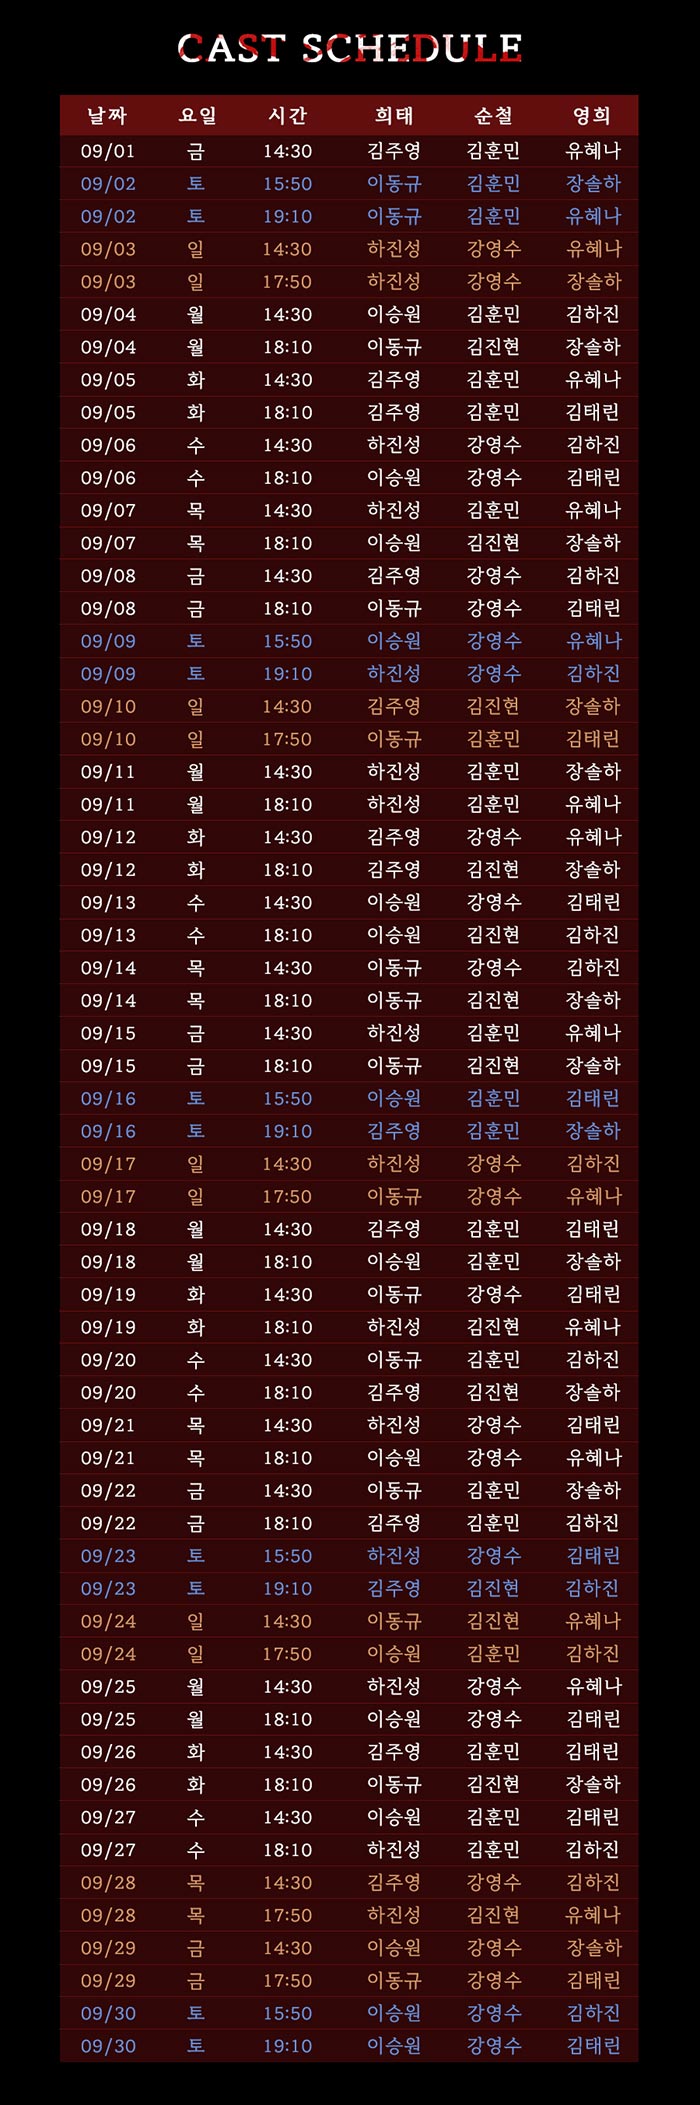 CAST SCHEDULE
날짜 요일 시간 희태 순철 영희
09/01 금 14:30 김주영 김훈민 유혜나
09/02 토 15:50 이동규 김훈민 장솔하
09/02 토 19:10 이동규 김훈민 유혜나
09/03 일 14:30 하진성 강영수 유혜나
09/03 일 17:50 하진성 강영수 장솔하
09/04 월 14:30 이승원 김훈민 김하진
09/04 월 18:10 이동규 김진현 장솔하
09/05 화 14:30 김주영 김훈민 유혜나
09/05 화 18:10 김주영 김훈민 김태린
09/06 수 14:30 하진성 강영수 김하진
09/06 수 18:10 이승원 강영수 김태린
09/07 목 14:30 하진성 김훈민 유혜나
09/07 목 18:10 이승원 김진현 장솔하
09/08 금 14:30 김주영 강영수 김하진
09/08 금 18:10 이동규 강영수 김태린
09/09 토 15:50 이승원 강영수 유혜나
09/09 토 19:10 하진성 강영수 김하진
09/10 일 14:30 김주영 김진현 장솔하
09/10 일 17:50 이동규 김훈민 김태린
09/11 월 14:30 하진성 김훈민 장솔하
09/11 월 18:10 하진성 김훈민 유혜나
09/12 화 14:30 김주영 강영수 유혜나
09/12 화 18:10 김주영 김진현 장솔하
09/13 수 14:30 이승원 강영수 김태린
09/13 수 18:10 이승원 김진현 김하진
09/14 목 14:30 이동규 강영수 김하진
09/14 목 18:10 이동규 김진현 장솔하
09/15 금 14:30 하진성 김훈민 유혜나
09/15 금 18:10 이동규 김진현 장솔하
09/16 토 15:50 이승원 김훈민 김태린
09/16 토 19:10 김주영 김훈민 장솔하
09/17 일 14:30 하진성 강영수 김하진
09/17 일 17:50 이동규 강영수 유혜나
09/18 월 14:30 김주영 김훈민 김태린
09/18 월 18:10 이승원 김훈민 장솔하
09/19 화 14:30 이동규 강영수 김태린
09/19 화 18:10 하진성 김진현 유혜나
09/20 수 14:30 이동규 김훈민 김하진
09/20 수 18:10 김주영 김진현 장솔하
09/21 목 14:30 하진성 강영수 김태린
09/21 목 18:10 이승원 강영수 유혜나
09/22 금 14:30 이동규 김훈민 장솔하
09/22 금 18:10 김주영 김훈민 김하진
09/23 토 15:50 하진성 강영수 김태린
09/23 토 19:10 김주영 김진현 김하진
09/24 일 14:30 이동규 김진현 유혜나
09/24 일 17:50 이승원 김훈민 김하진
09/25 월 14:30 하진성 강영수 유혜나
09/25 월 18:10 이승원 강영수 김태린
09/26 화 14:30 김주영 김훈민 김태린
09/26 화 18:10 이동규 김진현 장솔하
09/27 수 14:30 이승원 김훈민 김태린
09/27 수 18:10 하진성 김훈민 김하진
09/28 목 14:30 김주영 강영수 김하진
09/28 목 17:50 하진성 김진현 유혜나
09/29 금 14:30 이승원 강영수 장솔하
09/29 금 17:50 이동규 강영수 김태린
09/30 토 15:50 이승원 강영수 김하진
09/30 토 19:10 이승원 강영수 김태린